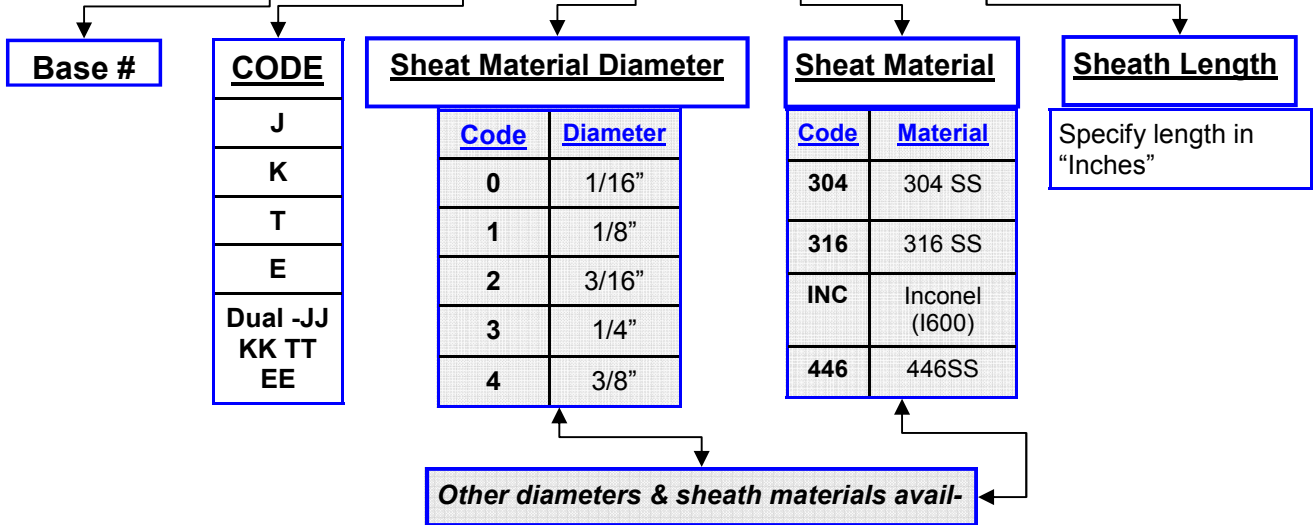 Base #
CODE
J
K
T
E
Dual -JJ
KK TT
EE
Sheat Material Diameter
Code Diameter
0 1/16”
1 1/8”
2 3/16”
3 1/4”
4 3/8”
Sheat Material
Code Material
304 304 SS
316 316 SS
INC Inconel
(I600)
446 446SS
Sheath Length
Specify length in
“Inches”
Other diameters & sheath materials avail-